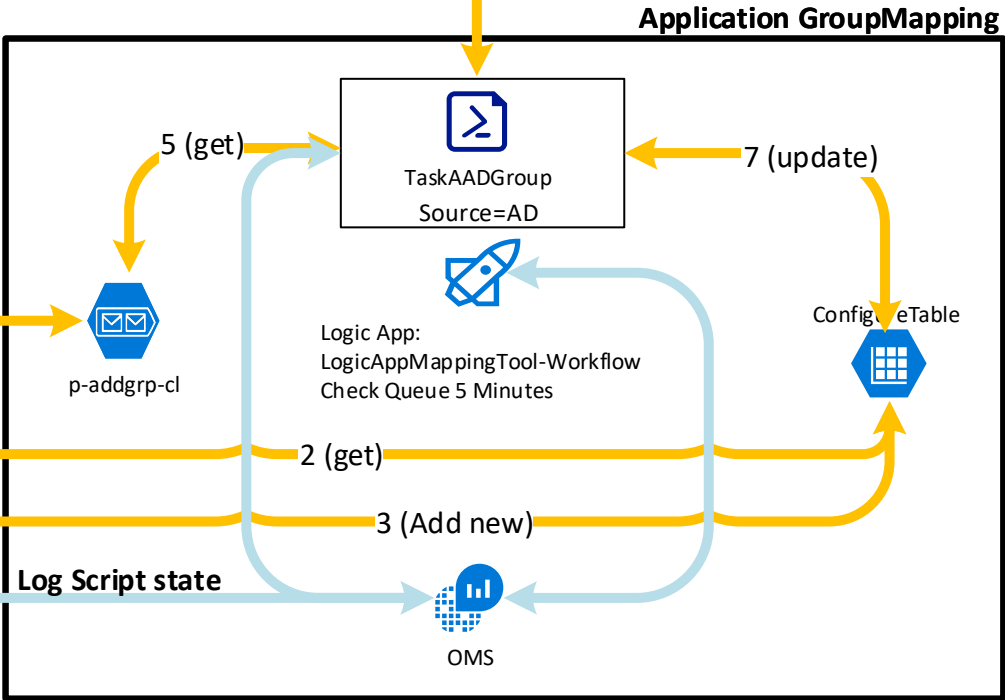 Application GroupMapping
5 (get)
7 (update)
TaskAADGroup
Source=AD
Logic App:
LogicAppMappingTool-Workflow
Check Queue 5 Minutes
p-addgrp-cl
2 (get)
3 (Add new)
Log Script state
OMS